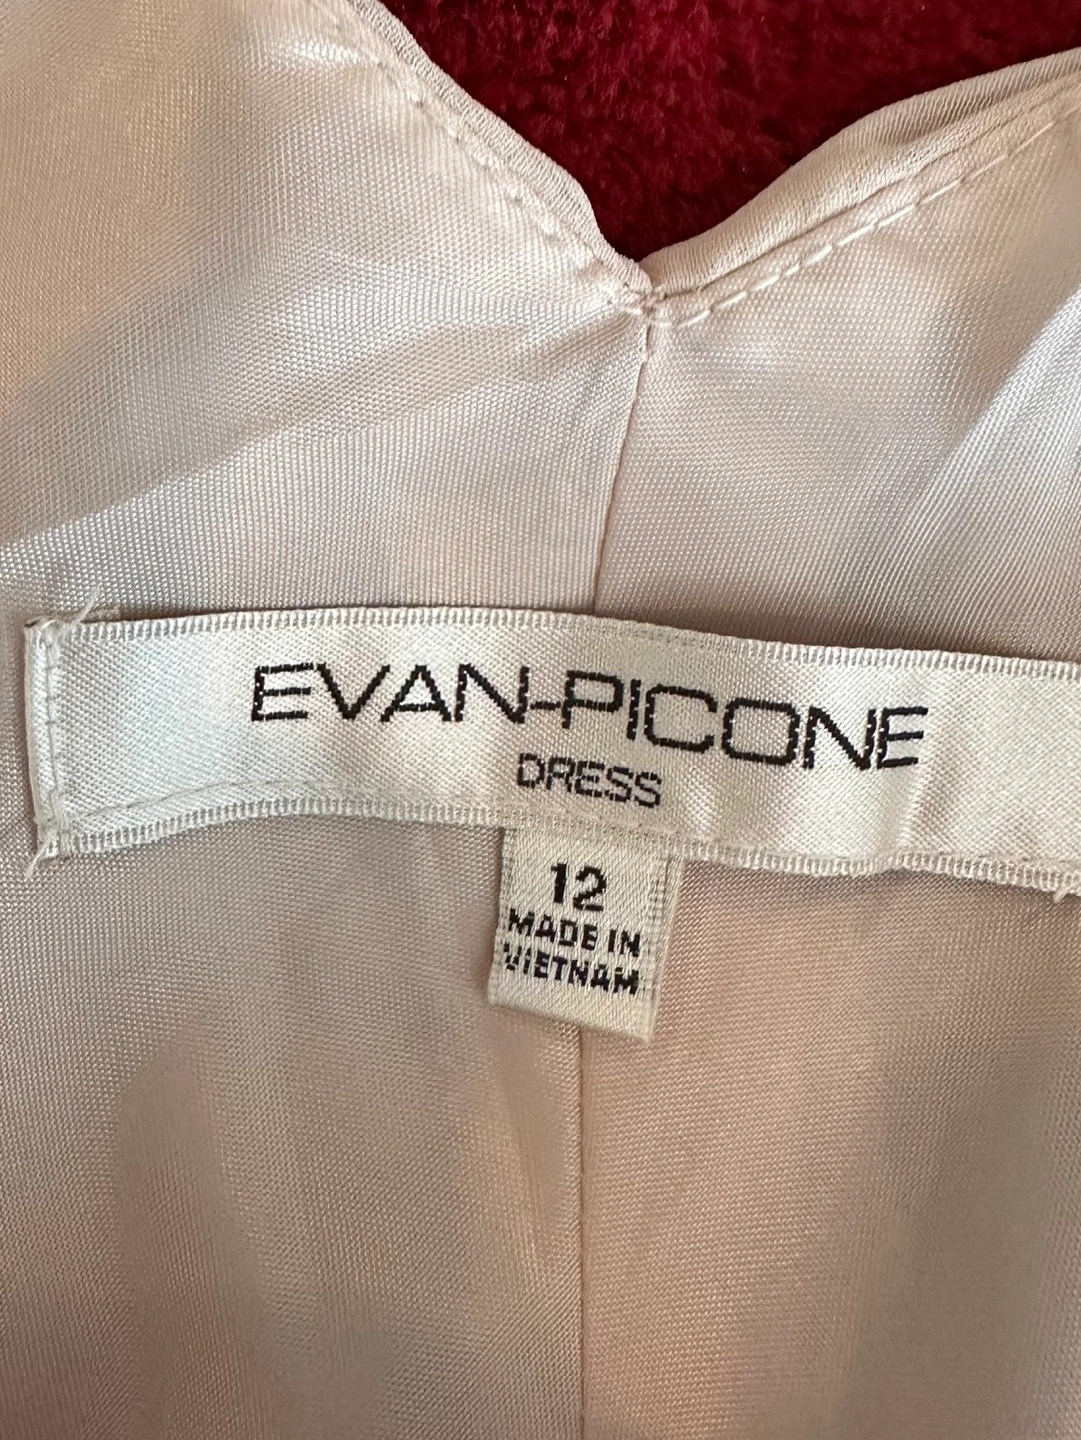 EVAN-PICONE
DRESS
12
MADE IN
VIETNAM